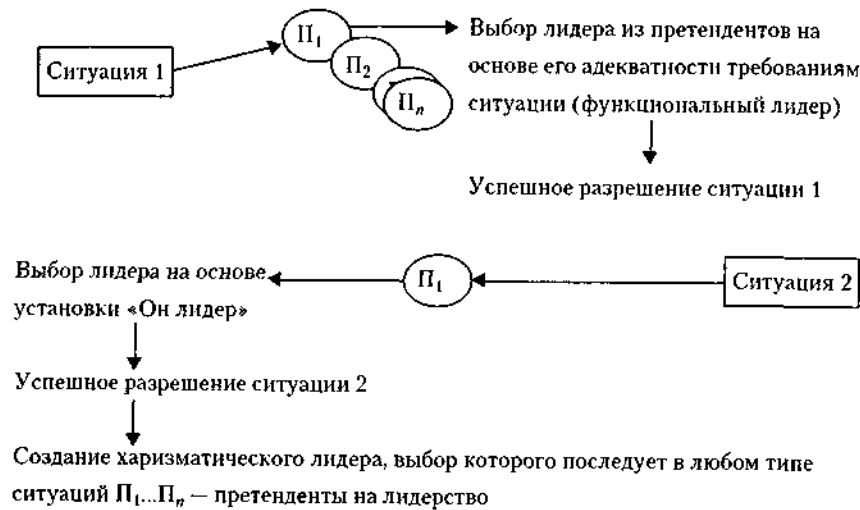 Ситуация 1
П₁
П₂
Пₙ
Выбор лидера из претендентов на
основе его адекватности требованиям
ситуации (функциональный лидер)
Успешное разрешение ситуации 1
Выбор лидера на основе
установки «Он лидер»
П₁
Ситуация 2
Успешное разрешение ситуации 2
Создание харизматического лидера, выбор которого последует в любом типе
ситуаций П₁...Пₙ — претенденты на лидерство